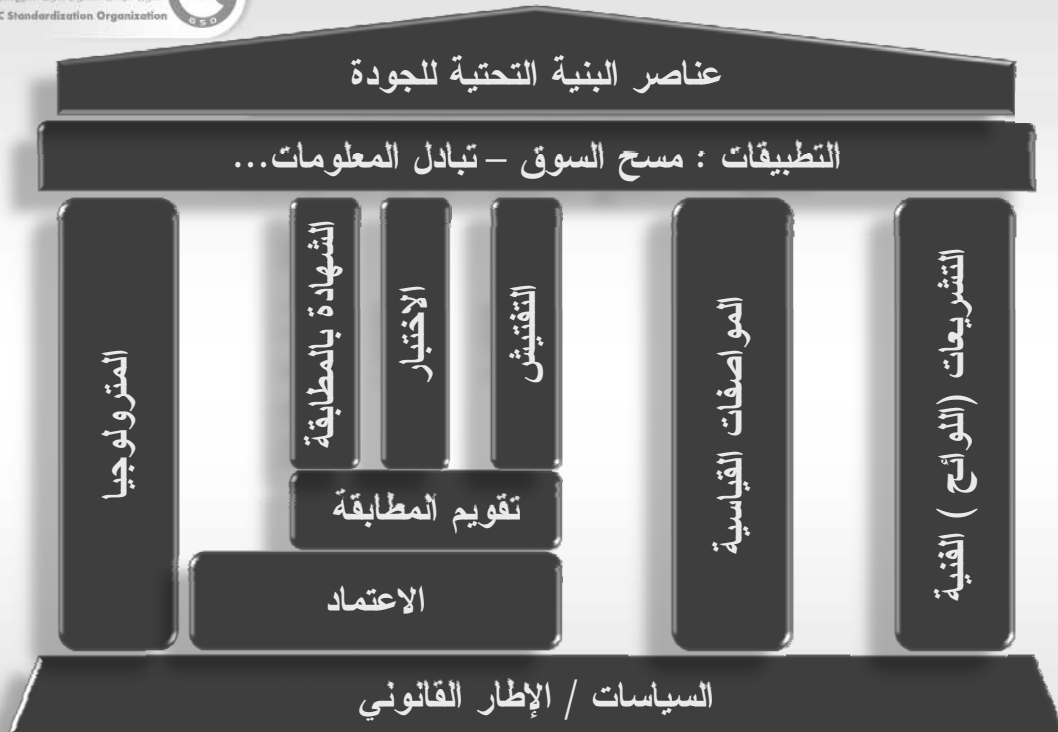 C Standardization Organization
GSO
عناصر البنية التحتية للجودة
التطبيقات : مسح السوق – تبادل المعلومات...
التشريعات (اللوائح ) الفنية
المواصفات القياسية
التفتيش
الاختبار
الشهادة بالمطابقة
المترولوجيا
تقويم المطابقة
الاعتماد
السياسات / الإطار القانوني